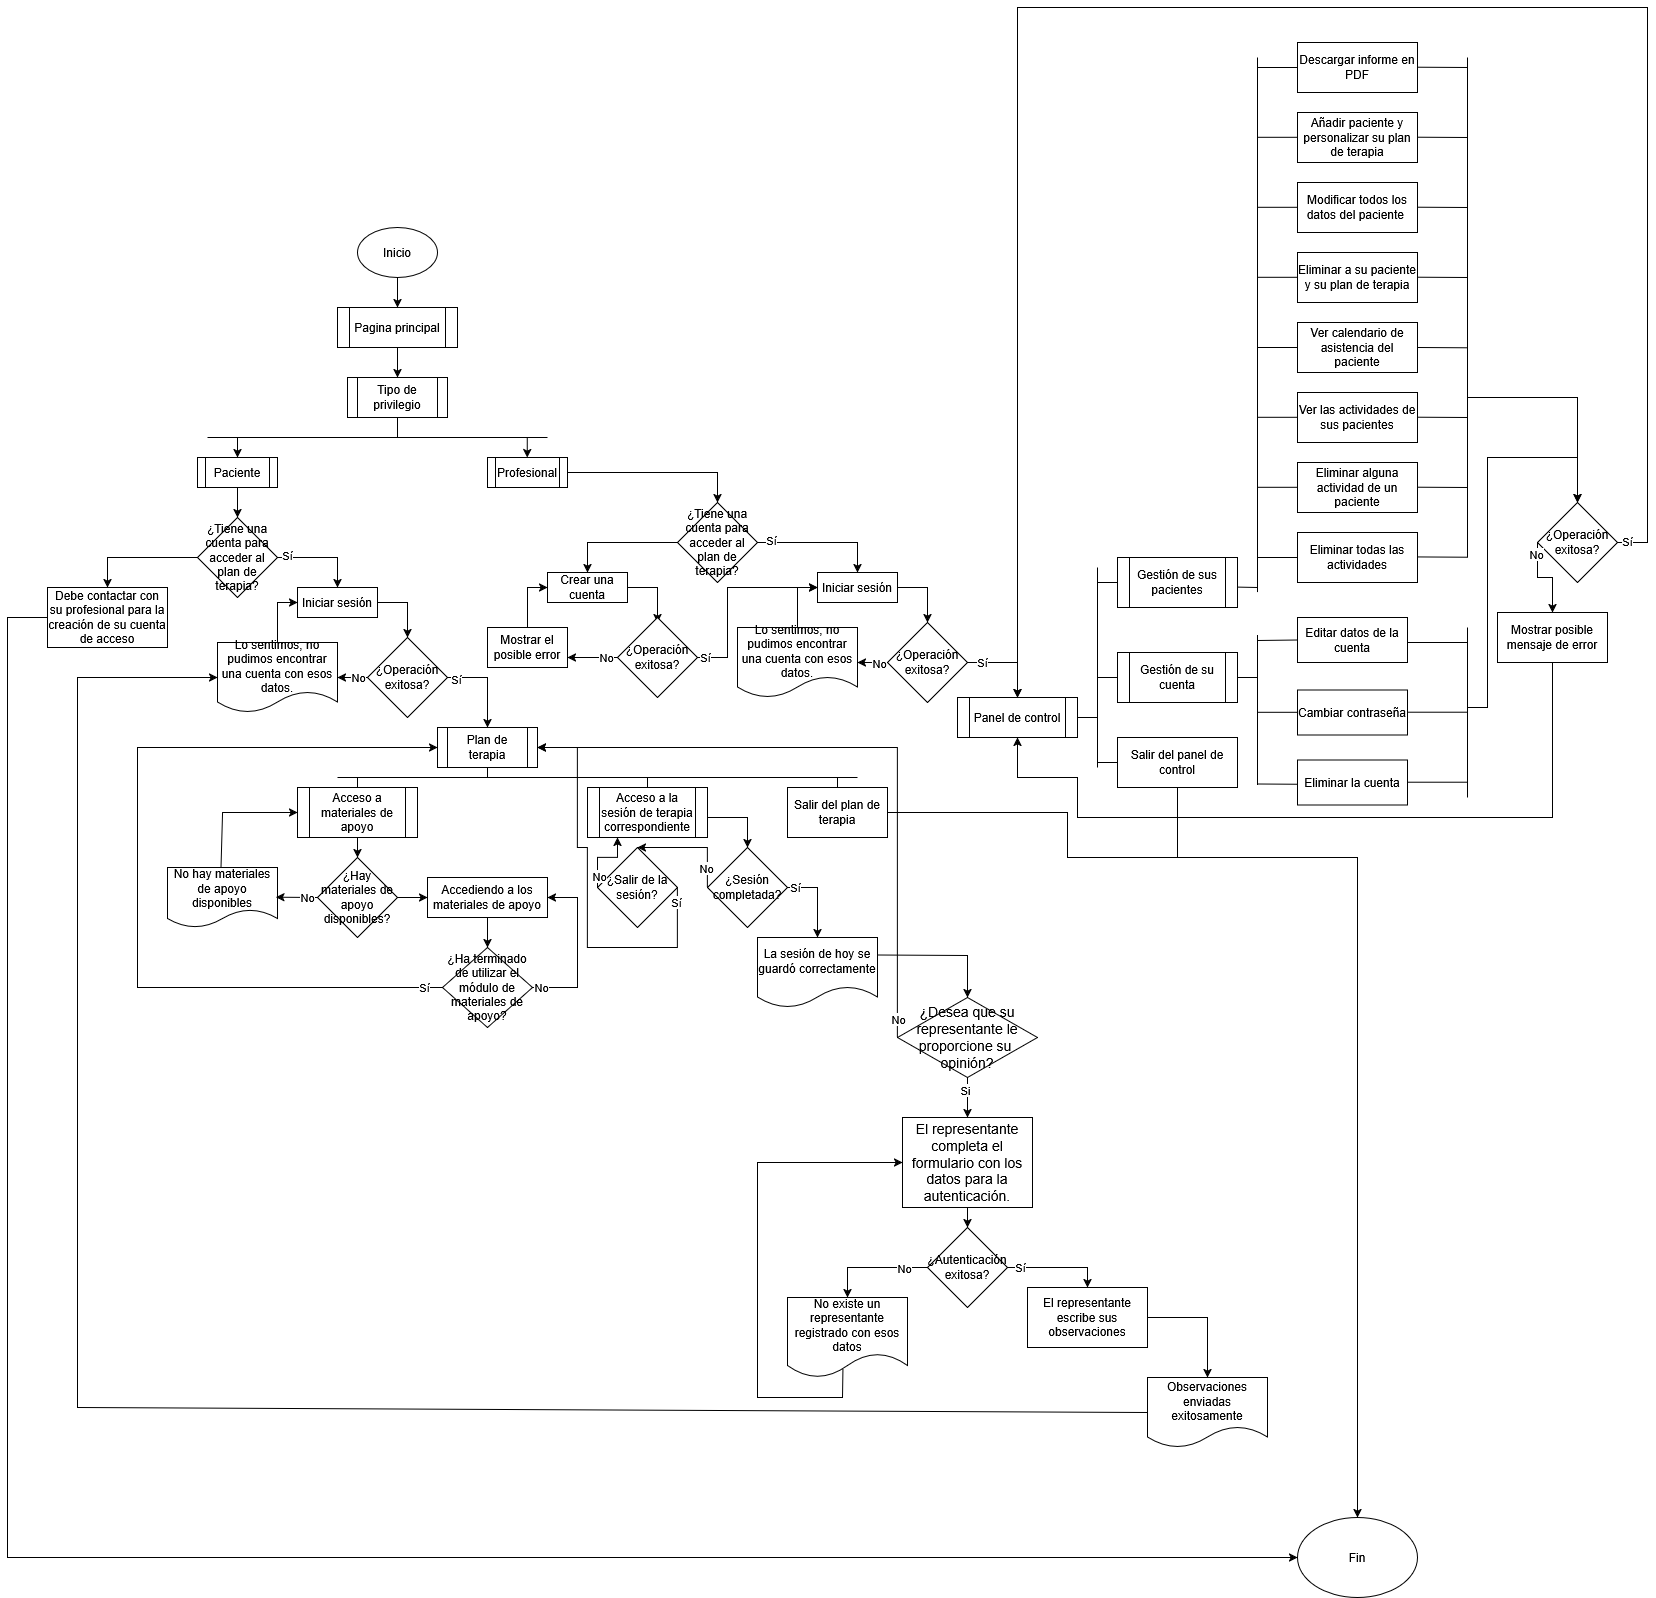 Inicio
Pagina principal
Tipo de
privilegio
Paciente
Profesional
¿Tiene una
cuenta para
acceder al
plan de
terapia?
Sí
Debe contactar con
su profesional para la
creación de su cuenta
de acceso
Iniciar sesión
Lo sentimos, no
pudimos encontrar
una cuenta con esos
datos.
No
¿Operación
exitosa?
Sí
¿Tiene una
cuenta para
acceder al
plan de
terapia?
Sí
Crear una
cuenta
Mostrar el
posible error
No
¿Operación
exitosa?
Sí
Iniciar sesión
Lo sentimos, no
pudimos encontrar
una cuenta con esos
datos.
No
¿Operación
exitosa?
Sí
Plan de
terapia
Acceso a
materiales de
apoyo
No hay materiales
de apoyo
disponibles
No
¿Hay
materiales de
apoyo
disponibles?
Accediendo a los
materiales de apoyo
Sí
¿Ha terminado
de utilizar el
módulo de
materiales de
apoyo?
No
Acceso a la
sesión de terapia
correspondiente
No
¿Salir de la
sesión?
Sí
No
¿Sesión
completada?
Sí
Salir del plan de
terapia
La sesión de hoy se
guardó correctamente
No
¿Desea que su
representante le
proporcione su
opinión?
Si
El representante
completa el
formulario con los
datos para la
autenticación.
No
¿Autenticación
exitosa?
Sí
No existe un
representante
registrado con esos
datos
El representante
escribe sus
observaciones
Observaciones
enviadas
exitosamente
Panel de control
Gestión de sus
pacientes
Gestión de su
cuenta
Salir del panel de
control
Descargar informe en
PDF
Añadir paciente y
personalizar su plan
de terapia
Modificar todos los
datos del paciente
Eliminar a su paciente
y su plan de terapia
Ver calendario de
asistencia del
paciente
Ver las actividades de
sus pacientes
Eliminar alguna
actividad de un
paciente
Eliminar todas las
actividades
Editar datos de la
cuenta
Cambiar contraseña
Eliminar la cuenta
¿Operación
exitosa?
Sí
No
Mostrar posible
mensaje de error
Fin